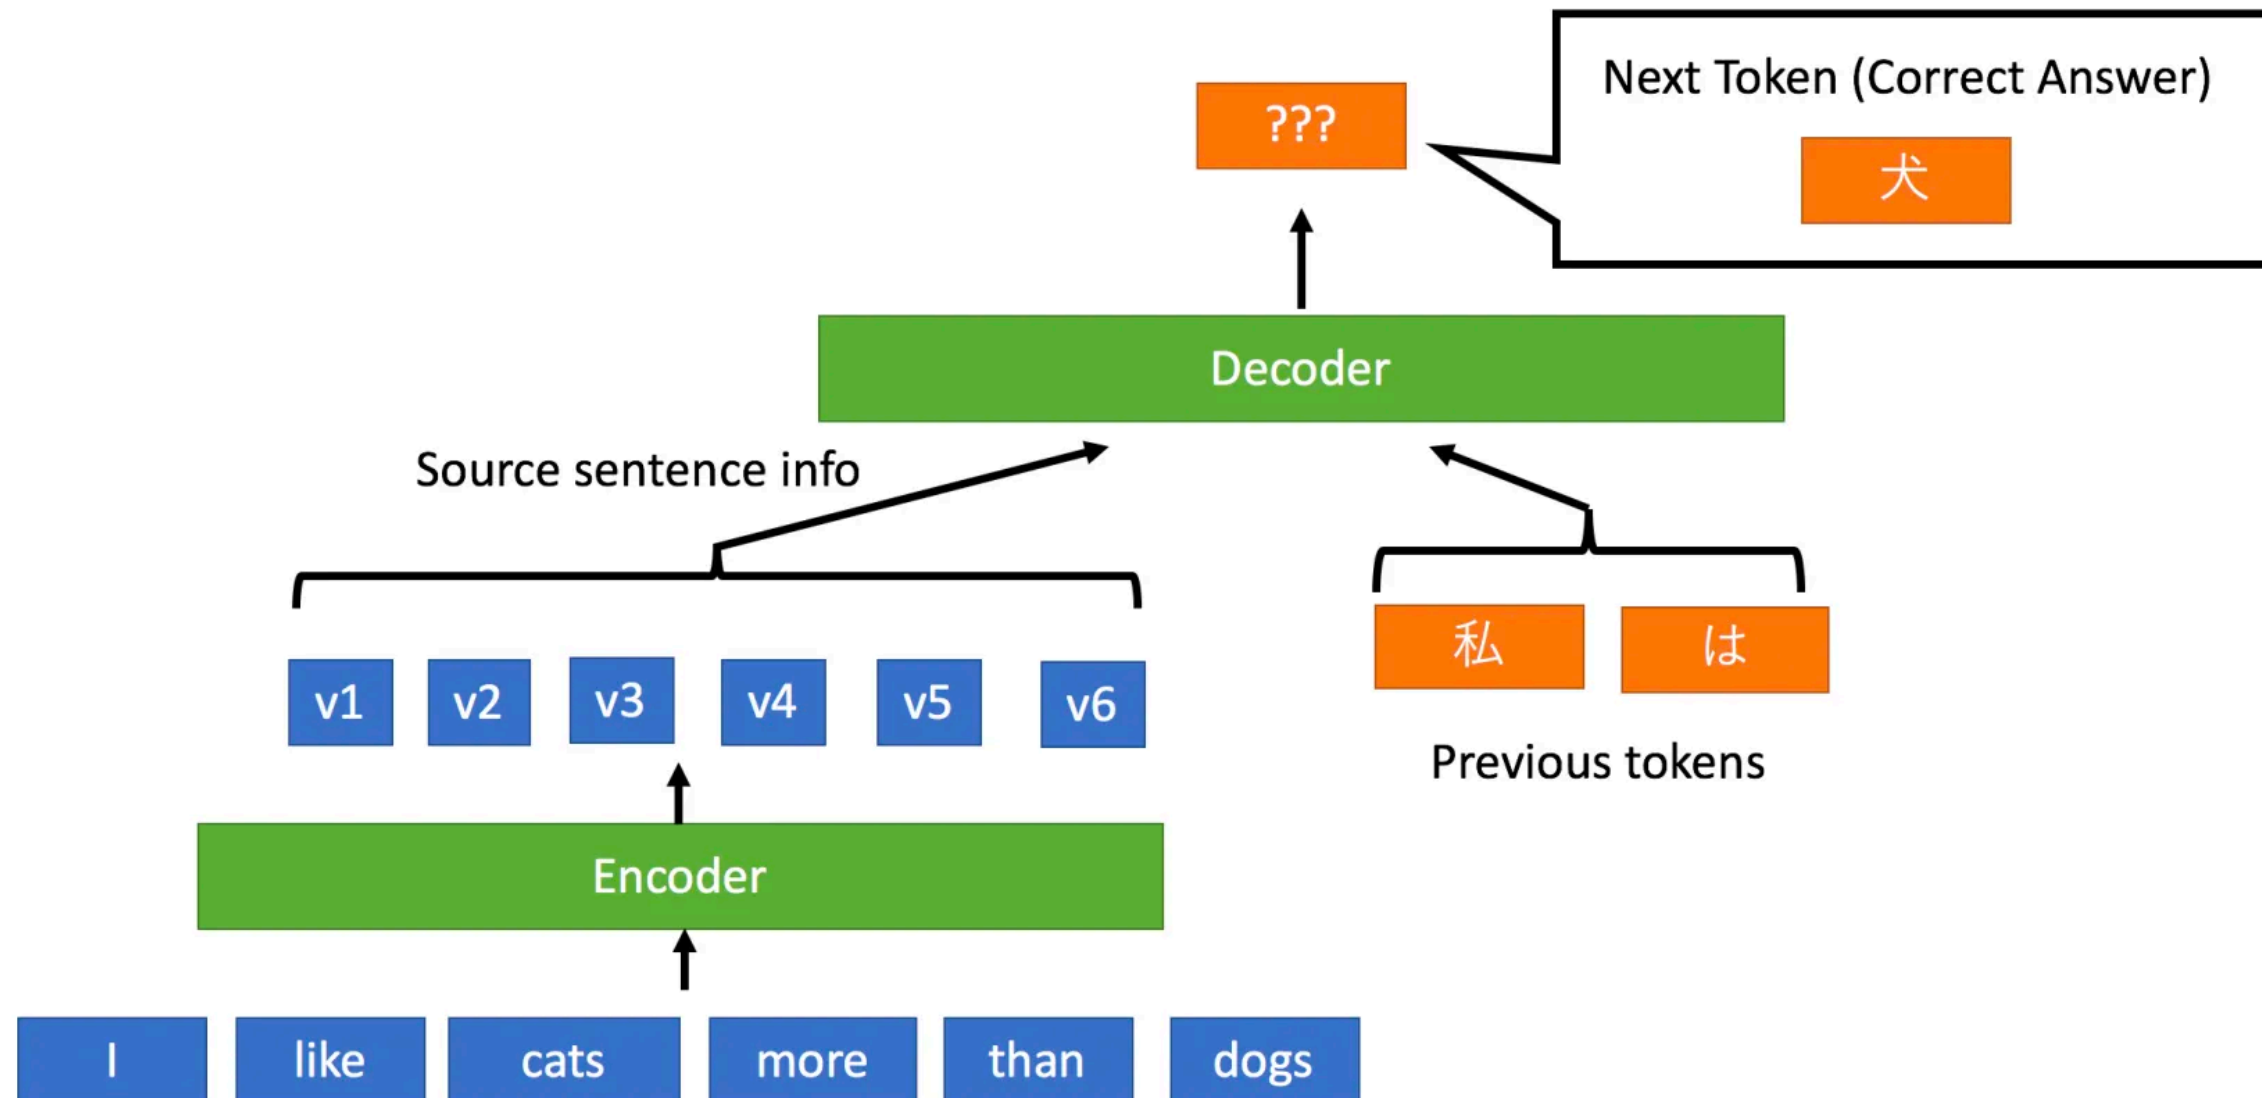 Next Token (Correct Answer)
???
犬
Decoder
Source sentence info
私 は
v1 v2 v3 v4 v5 v6
Previous tokens
Encoder
I like cats more than dogs